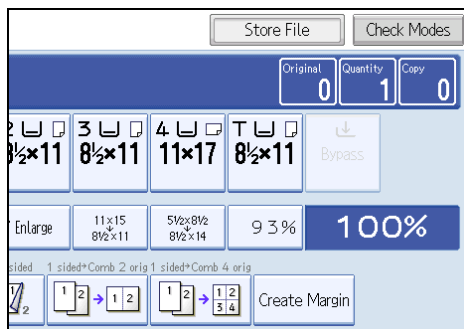 Store File
Check Modes
Original
0
Quantity
1
Copy
0
2
8½×11
3
8½×11
4
11×17
T
8½×11
Bypass
Enlarge
11×15
8½×11
5½×8½
8½×14
93%
100%
sided
1 sided→Comb 2 orig
1 sided→Comb 4 orig
2
1 2 → 1 2
1 2 → 1 2 3 4
Create Margin